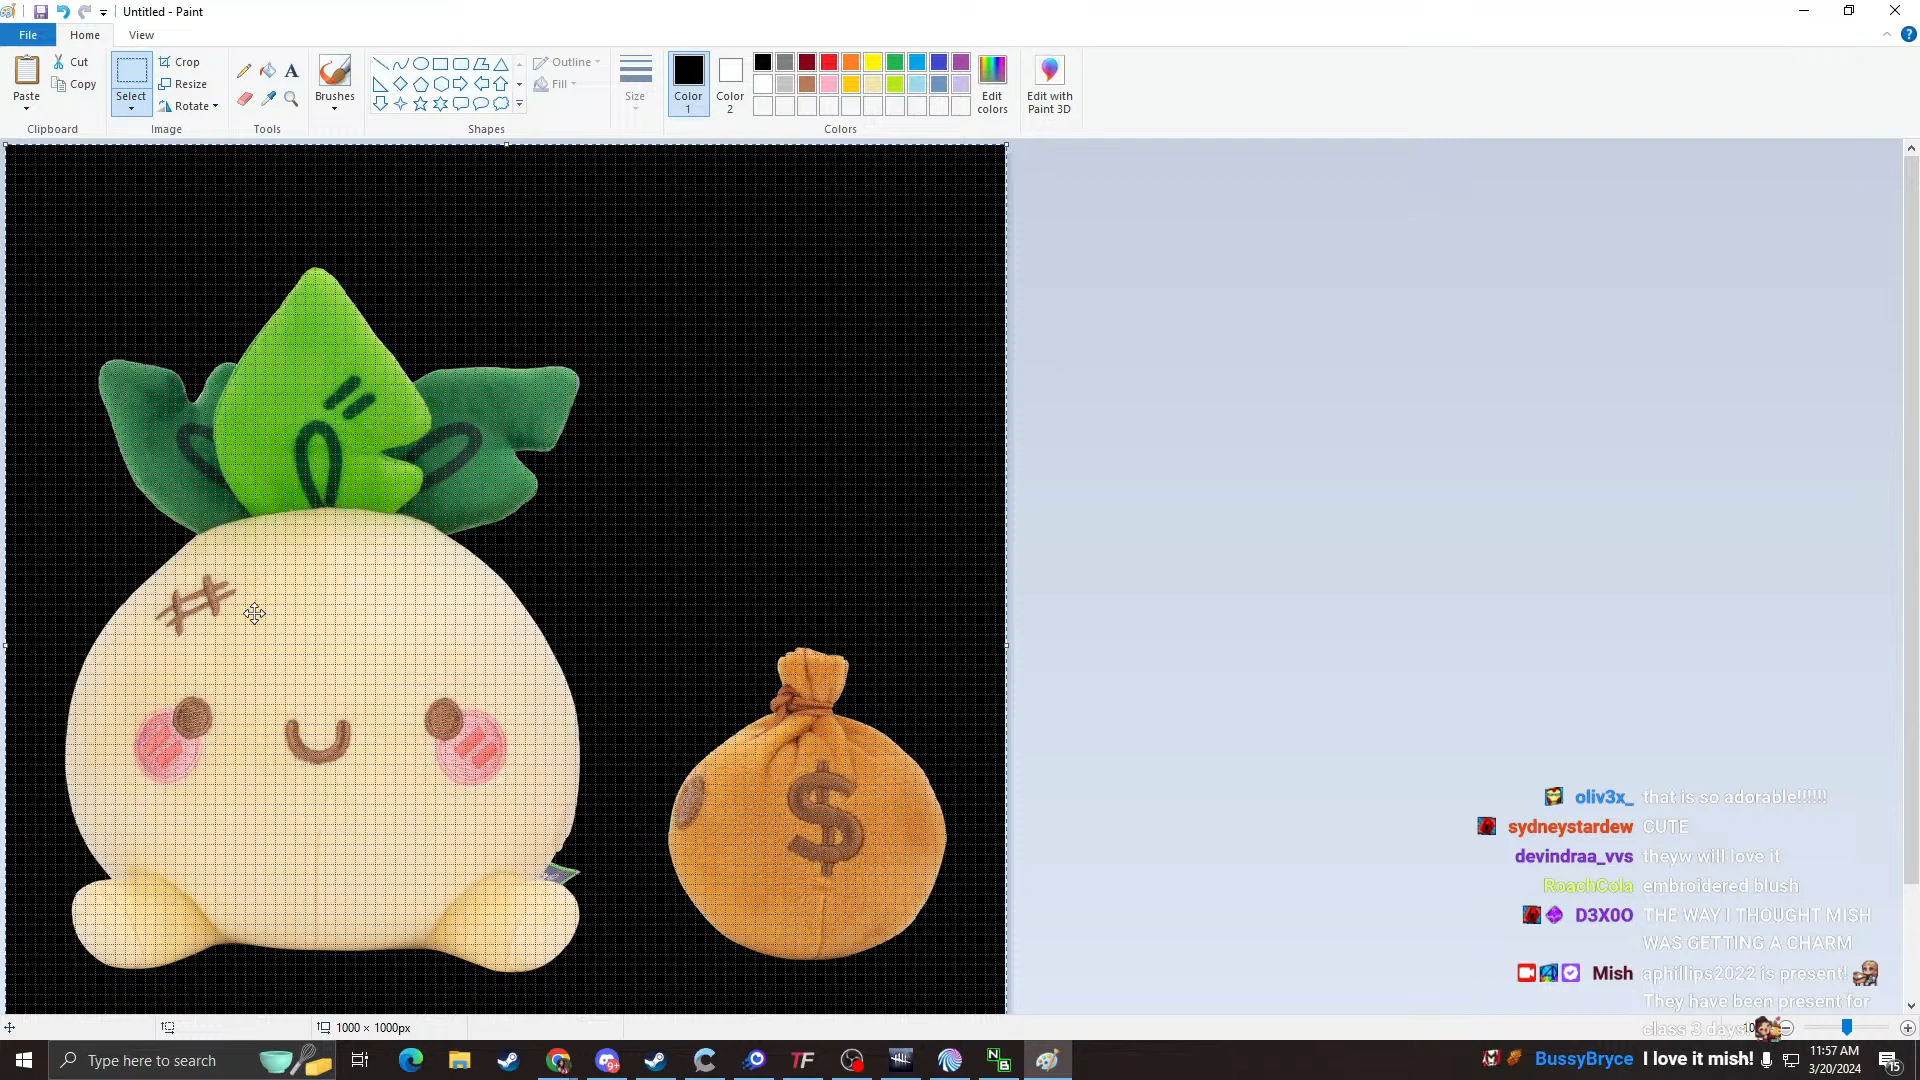 Untitled - Paint
File Home View
Paste
Cut
Copy
Clipboard
Select
Crop
Resize
Rotate
Image
A
Tools
Brushes
Outline
Fill
Shapes
Size
Color 1
Color 2
Edit colors
Edit with Paint 3D
Colors
$
oliv3x_ that is so adorable!!!!!!
sydneystardew CUTE
devindraa_vvs theyw will love it
RoachCola embroidered blush
D3X0O THE WAY I THOUGHT MISH
WAS GETTING A CHARM
Mish aphillips2022 is present!
They have been present for
class 3 days
1000 × 1000px
Type here to search
9+
TF
N
B
BussyBryce I love it mish!
11:57 AM
3/20/2024
15